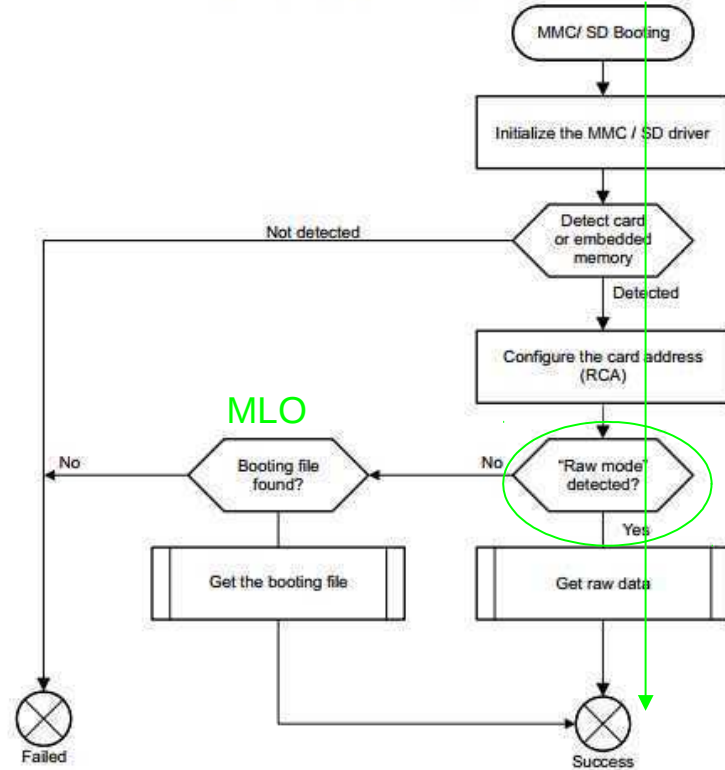 MMC/ SD Booting
Initialize the MMC / SD driver
Detect card
or embedded
memory
Not detected
Detected
Configure the card address
(RCA)
MLO
No
Booting file
found?
No
"Raw mode"
detected?
Yes
Get the booting file
Get raw data
Failed
Success